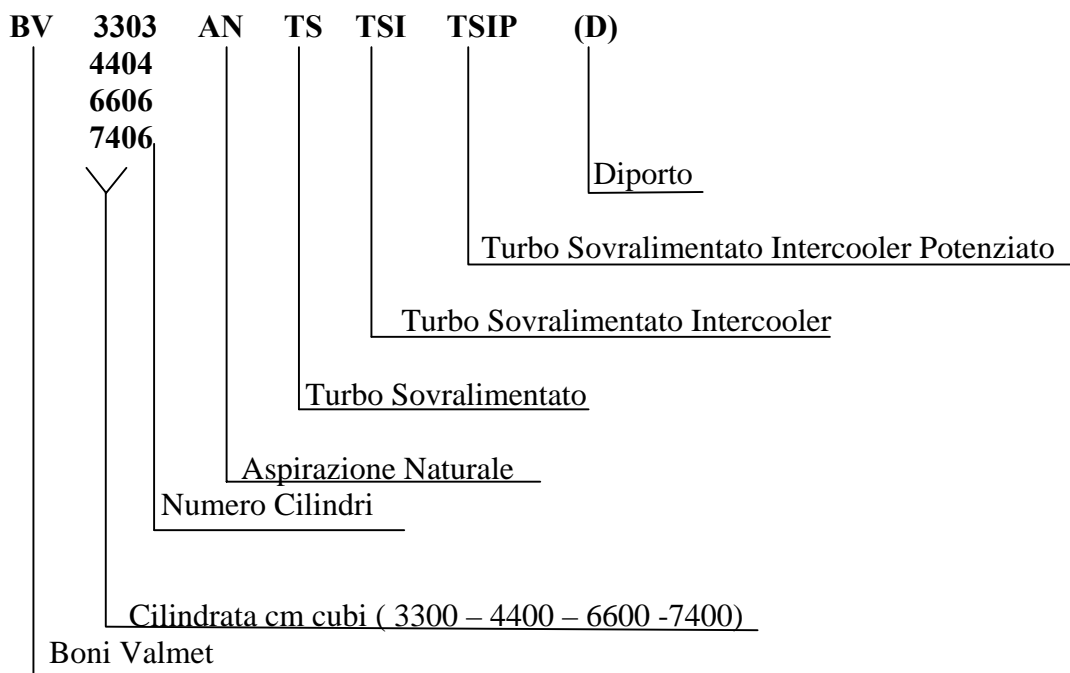 BV 3303 AN TS TSI TSIP (D)
4404
6606
7406
Diporto
Turbo Sovralimentato Intercooler Potenziato
Turbo Sovralimentato Intercooler
Turbo Sovralimentato
Aspirazione Naturale
Numero Cilindri
Cilindrata cm cubi ( 3300 – 4400 – 6600 -7400)
Boni Valmet